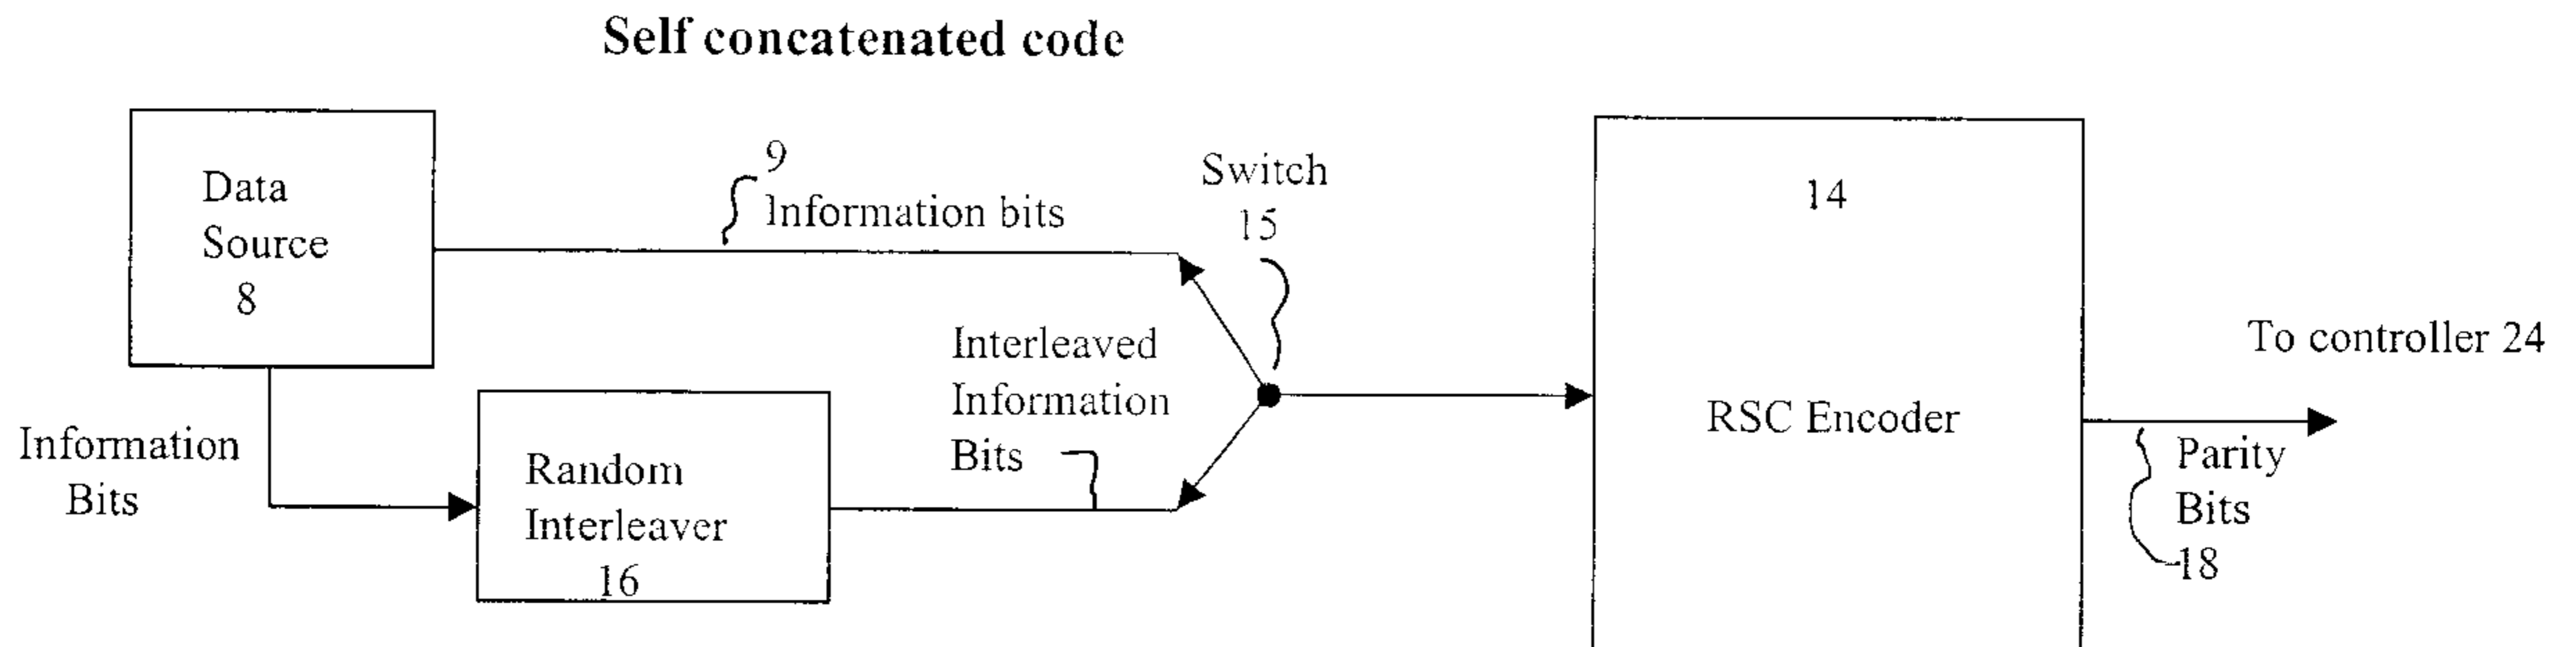 Self concatenated code
Data
Source
8
9
Information bits
Switch
15
14
RSC Encoder
To controller 24
Interleaved
Information
Bits
Information
Bits
Random
Interleaver
16
Parity
Bits
18